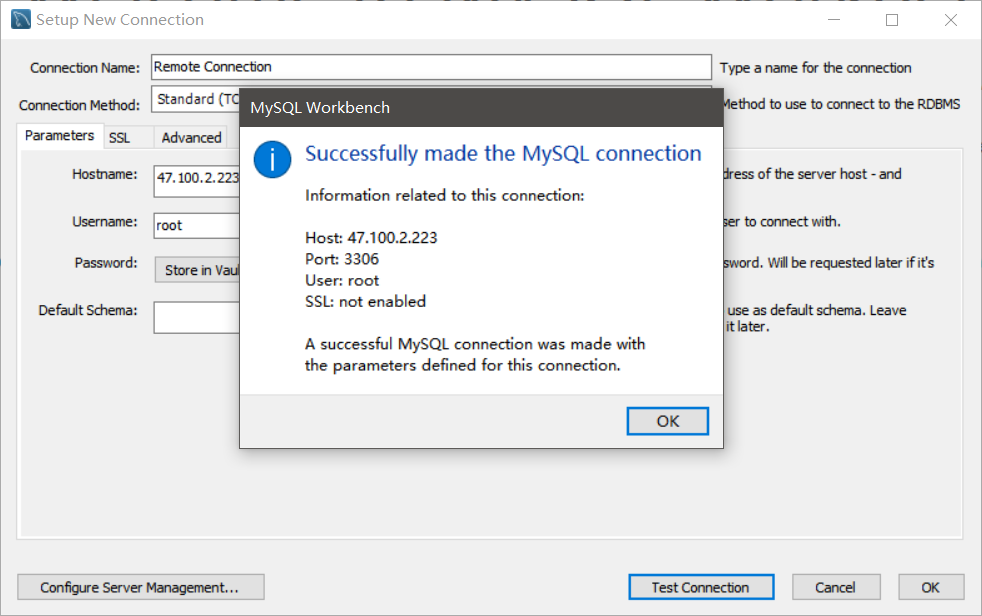 Setup New Connection
Connection Name:
Remote Connection
Type a name for the connection
Connection Method:
Standard (TC
Method to use to connect to the RDBMS
Parameters
SSL
Advanced
Hostname:
47.100.2.223
dress of the server host - and
Username:
root
ser to connect with.
Password:
Store in Vaul
sword. Will be requested later if it's
Default Schema:
use as default schema. Leave
it later.
MySQL Workbench
Successfully made the MySQL connection
Information related to this connection:
Host: 47.100.2.223
Port: 3306
User: root
SSL: not enabled
A successful MySQL connection was made with
the parameters defined for this connection.
OK
Configure Server Management...
Test Connection
Cancel
OK